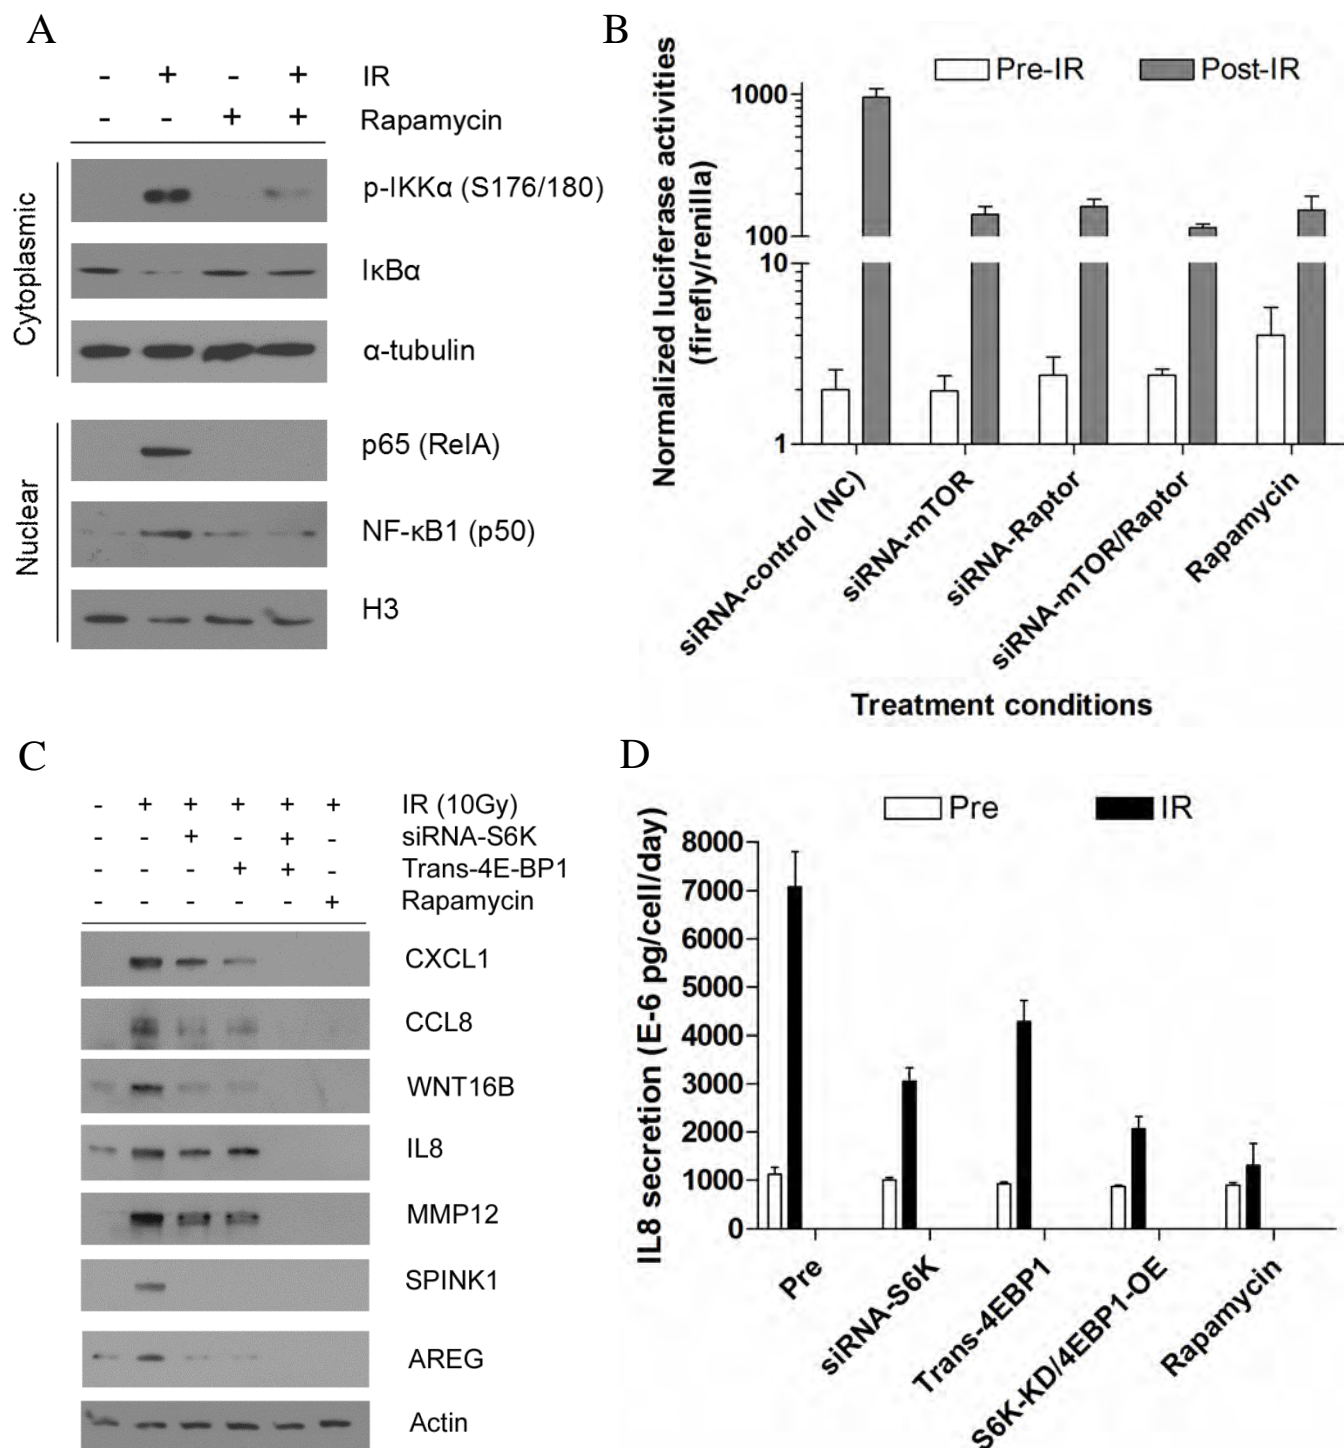 A
- + - + IR
- - + + Rapamycin
Cytoplasmic
p-IKKα (S176/180)
IκBα
α-tubulin
Nuclear
p65 (RelA)
NF-κB1 (p50)
H3
B
Normalized luciferase activities
(firefly/renilla)
Pre-IR Post-IR
1000
100
10
1
siRNA-control (NC)
siRNA-mTOR
siRNA-Raptor
siRNA-mTOR/Raptor
Rapamycin
Treatment conditions
C
- + + + + + IR (10Gy)
- - + - + - siRNA-S6K
- - - + + - Trans-4E-BP1
- - - - - + Rapamycin
CXCL1
CCL8
WNT16B
IL8
MMP12
SPINK1
AREG
Actin
D
IL8 secretion (E-6 pg/cell/day)
Pre IR
8000
7000
6000
5000
4000
3000
2000
1000
0
Pre
siRNA-S6K
Trans-4EBP1
S6K-KD/4EBP1-OE
Rapamycin